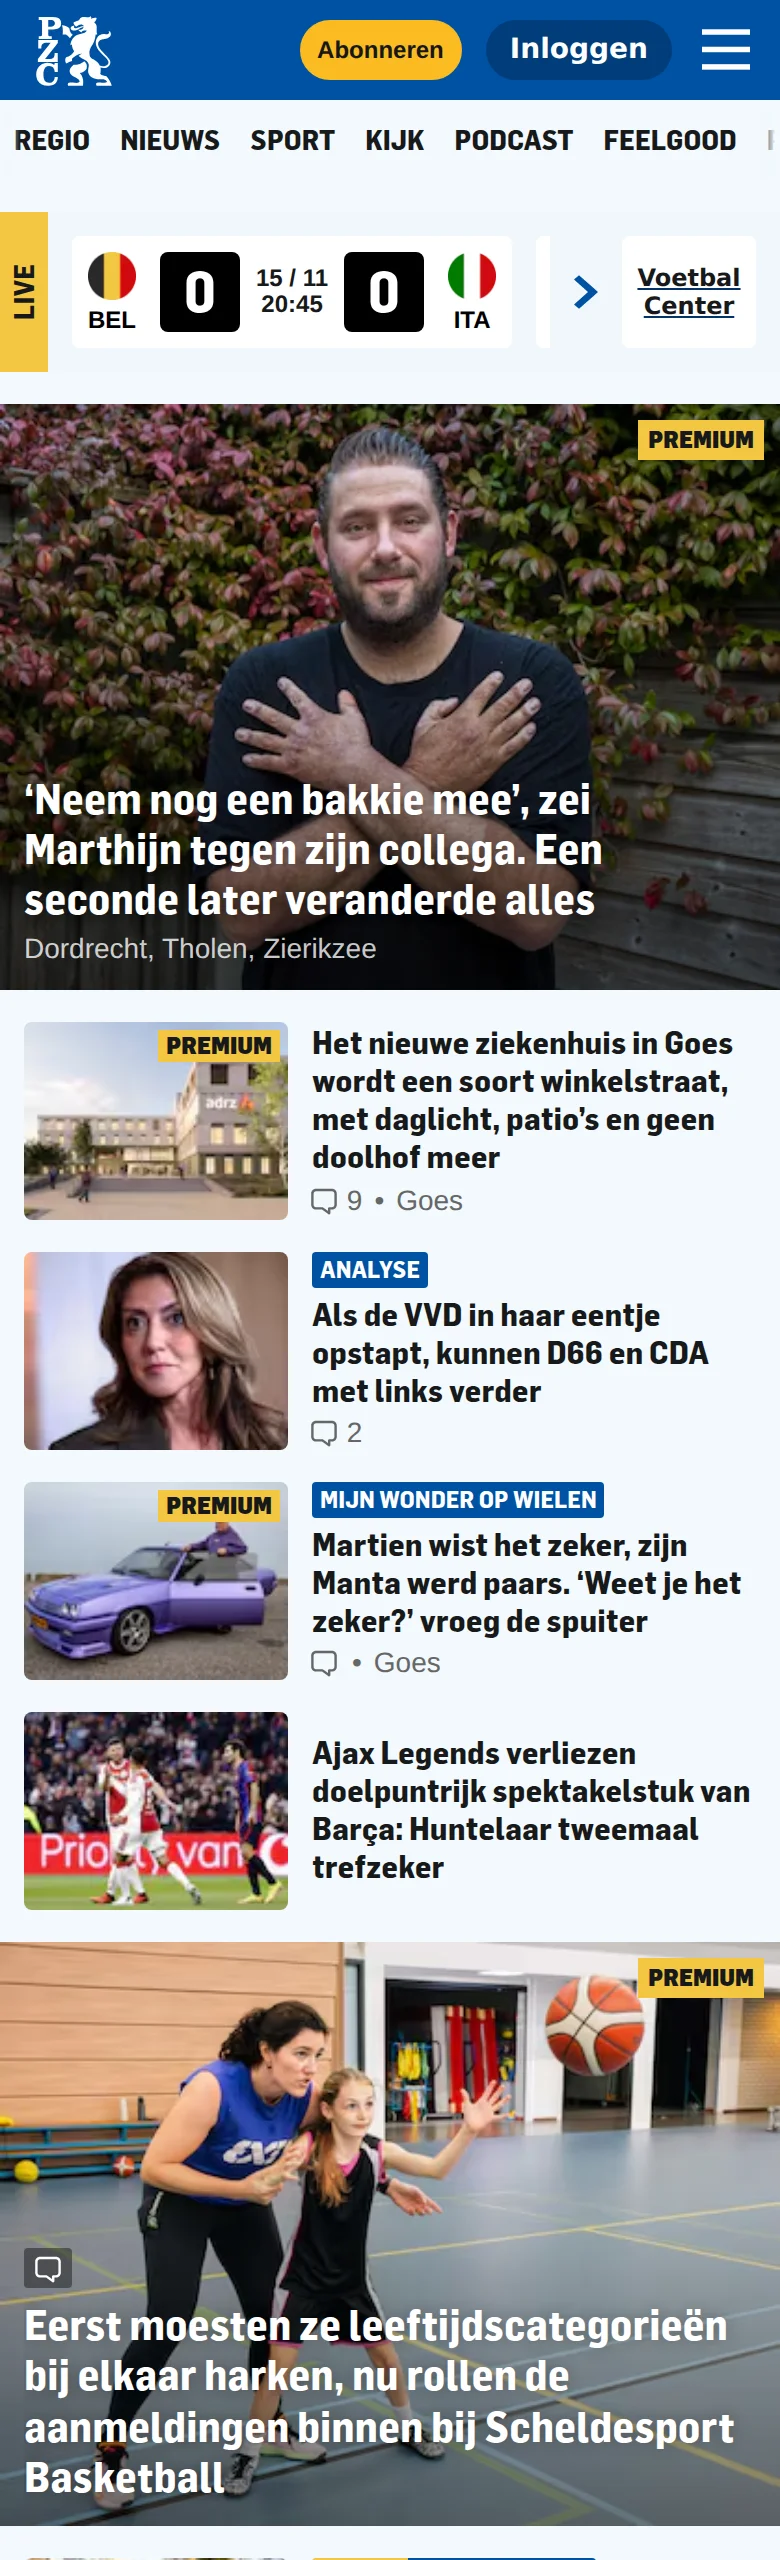 PZC
Abonneren
Inloggen
REGIO NIEUWS SPORT KIJK PODCAST FEELGOOD
LIVE
BEL
0
15 / 11
20:45
0
ITA
Voetbal
Center
PREMIUM
‘Neem nog een bakkie mee’, zei
Marthijn tegen zijn collega. Een
seconde later veranderde alles
Dordrecht, Tholen, Zierikzee
PREMIUM
adrz
Het nieuwe ziekenhuis in Goes
wordt een soort winkelstraat,
met daglicht, patio’s en geen
doolhof meer
9 • Goes
ANALYSE
Als de VVD in haar eentje
opstapt, kunnen D66 en CDA
met links verder
2
PREMIUM
MIJN WONDER OP WIELEN
Martien wist het zeker, zijn
Manta werd paars. ‘Weet je het
zeker?’ vroeg de spuiter
• Goes
Ajax Legends verliezen
doelpuntrijk spektakelstuk van
Barça: Huntelaar tweemaal
trefzeker
van
PREMIUM
Eerst moesten ze leeftijdscategorieën
bij elkaar harken, nu rollen de
aanmeldingen binnen bij Scheldesport
Basketball